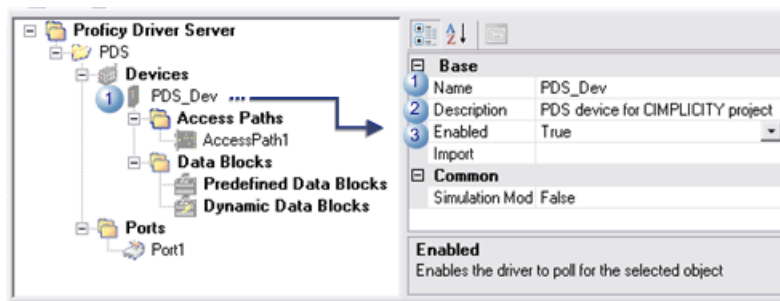 Proficy Driver Server
PDS
Devices
1 PDS_Dev ...
Access Paths
AccessPath1
Data Blocks
Predefined Data Blocks
Dynamic Data Blocks
Ports
Port1
Base
1 Name PDS_Dev
2 Description PDS device for CIMPLICITY project
3 Enabled True
Import
Common
Simulation Mod False
Enabled
Enables the driver to poll for the selected object